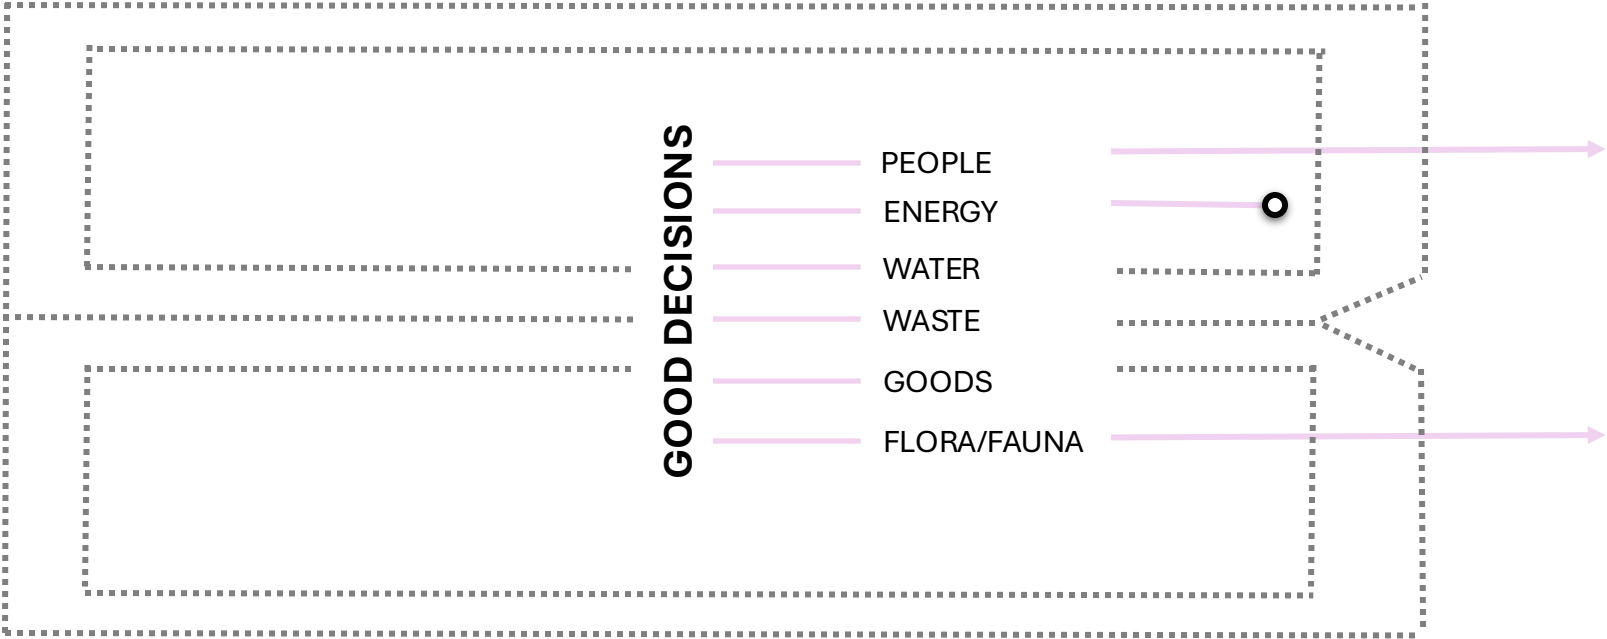 GOOD DECISIONS
PEOPLE
ENERGY
WATER
WASTE
GOODS
FLORA/FAUNA